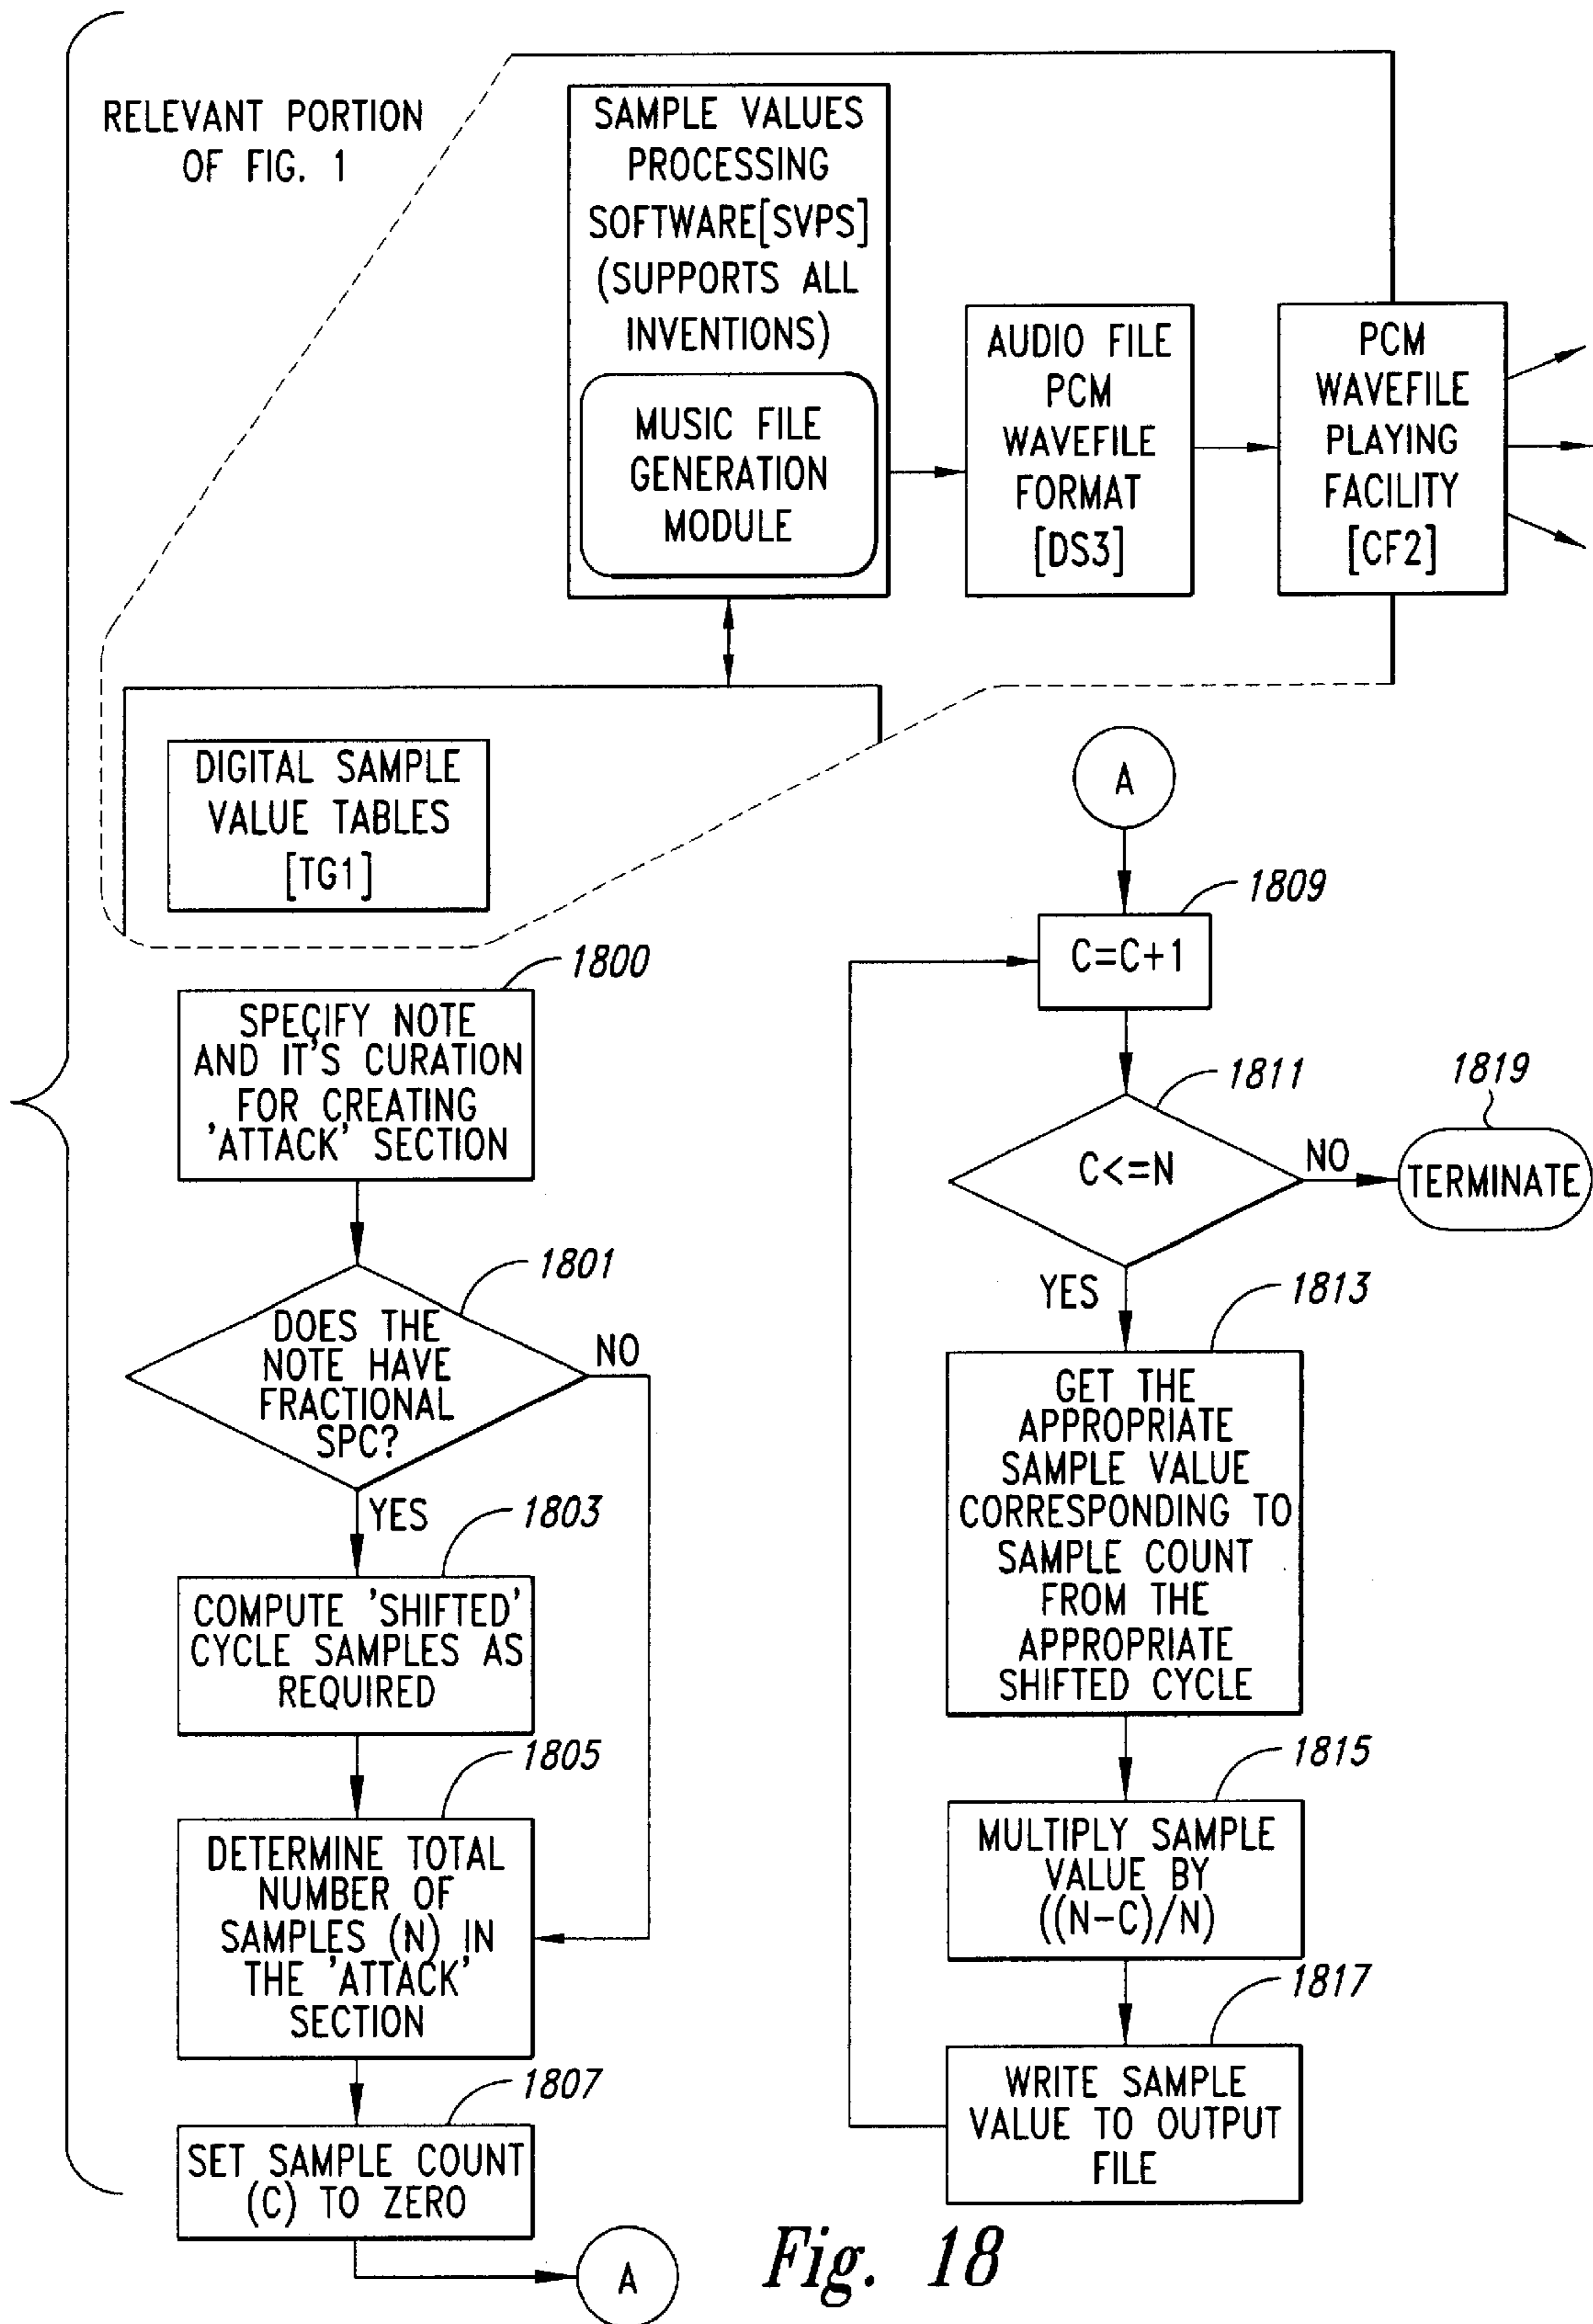 RELEVANT PORTION
OF FIG. 1
SAMPLE VALUES
PROCESSING
SOFTWARE[SVPS]
(SUPPORTS ALL
INVENTIONS)
MUSIC FILE
GENERATION
MODULE
AUDIO FILE
PCM
WAVEFILE
FORMAT
[DS3]
PCM
WAVEFILE
PLAYING
FACILITY
[CF2]
DIGITAL SAMPLE
VALUE TABLES
[TG1]
1800
SPECIFY NOTE
AND IT'S CURATION
FOR CREATING
'ATTACK' SECTION
1801
DOES THE
NOTE HAVE
FRACTIONAL
SPC?
NO
YES
1803
COMPUTE 'SHIFTED'
CYCLE SAMPLES AS
REQUIRED
1805
DETERMINE TOTAL
NUMBER OF
SAMPLES (N) IN
THE 'ATTACK'
SECTION
1807
SET SAMPLE COUNT
(C) TO ZERO
A
A
1809
C=C+1
1811
C<=N
NO
1819
TERMINATE
YES
1813
GET THE
APPROPRIATE
SAMPLE VALUE
CORRESPONDING TO
SAMPLE COUNT
FROM THE
APPROPRIATE
SHIFTED CYCLE
1815
MULTIPLY SAMPLE
VALUE BY
((N-C)/N)
1817
WRITE SAMPLE
VALUE TO OUTPUT
FILE
Fig. 18